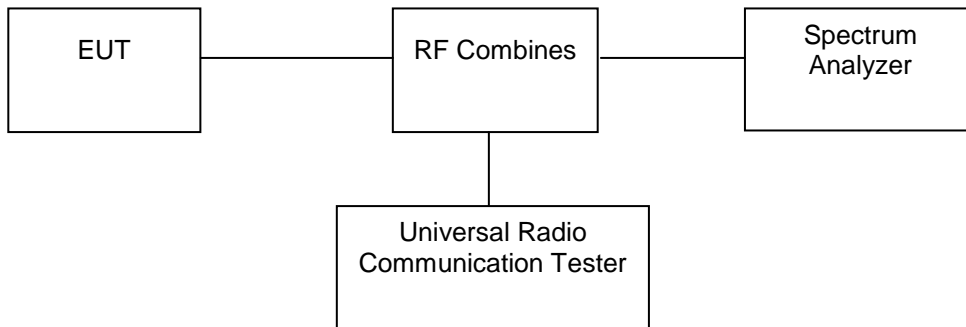 EUT
RF Combines
Spectrum
Analyzer
Universal Radio
Communication Tester